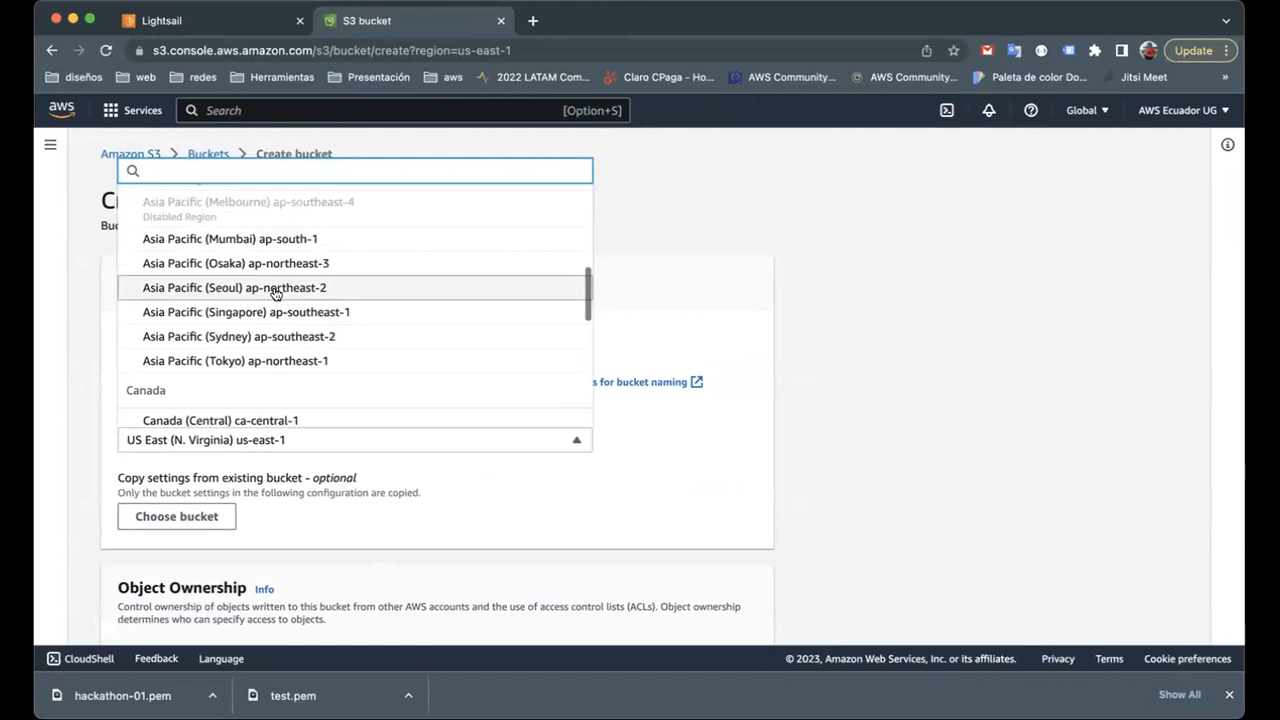 Lightsail
S3 bucket
s3.console.aws.amazon.com/s3/bucket/create?region=us-east-1
Update
diseños
web
redes
Herramientas
Presentación
aws
2022 LATAM Com...
Claro CPaga - Ho...
AWS Community...
AWS Community...
Paleta de color Do...
Jitsi Meet
»
aws
Services
Search
[Option+S]
Global
AWS Ecuador UG
Amazon S3
Buckets
Create bucket
Asia Pacific (Melbourne) ap-southeast-4
Disabled Region
Asia Pacific (Mumbai) ap-south-1
Asia Pacific (Osaka) ap-northeast-3
Asia Pacific (Seoul) ap-northeast-2
Asia Pacific (Singapore) ap-southeast-1
Asia Pacific (Sydney) ap-southeast-2
Asia Pacific (Tokyo) ap-northeast-1
for bucket naming
Canada
Canada (Central) ca-central-1
US East (N. Virginia) us-east-1
Copy settings from existing bucket - optional
Only the bucket settings in the following configuration are copied.
Choose bucket
Object Ownership
Info
Control ownership of objects written to this bucket from other AWS accounts and the use of access control lists (ACLs). Object ownership
determines who can specify access to objects.
CloudShell
Feedback
Language
© 2023, Amazon Web Services, Inc. or its affiliates.
Privacy
Terms
Cookie preferences
hackathon-01.pem
test.pem
Show All